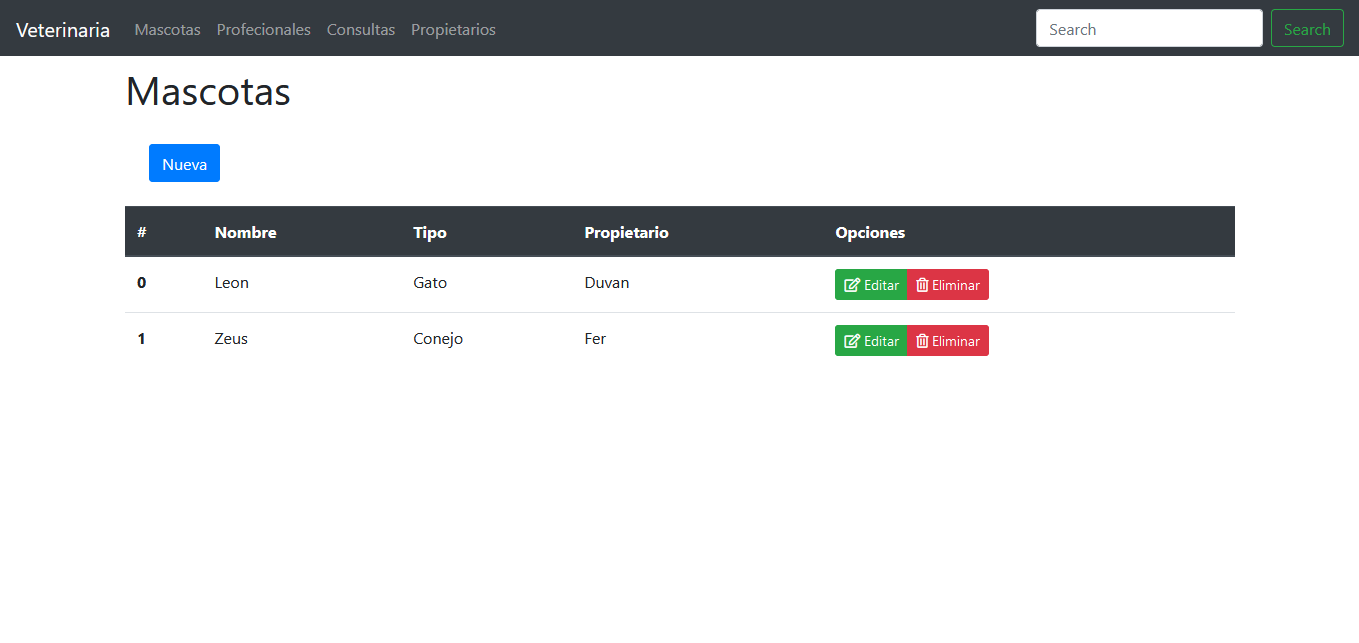 Veterinaria Mascotas Profecionales Consultas Propietarios Search Search
Mascotas
Nueva
# Nombre Tipo Propietario Opciones
0 Leon Gato Duvan Editar Eliminar
1 Zeus Conejo Fer Editar Eliminar